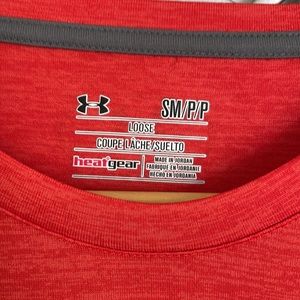 SM/P/P
LOOSE
COUPE LÂCHE/SUELTO
heatgear
MADE IN JORDAN
FABRIQUÉ EN JORDANIE
HECHO EN JORDANIA